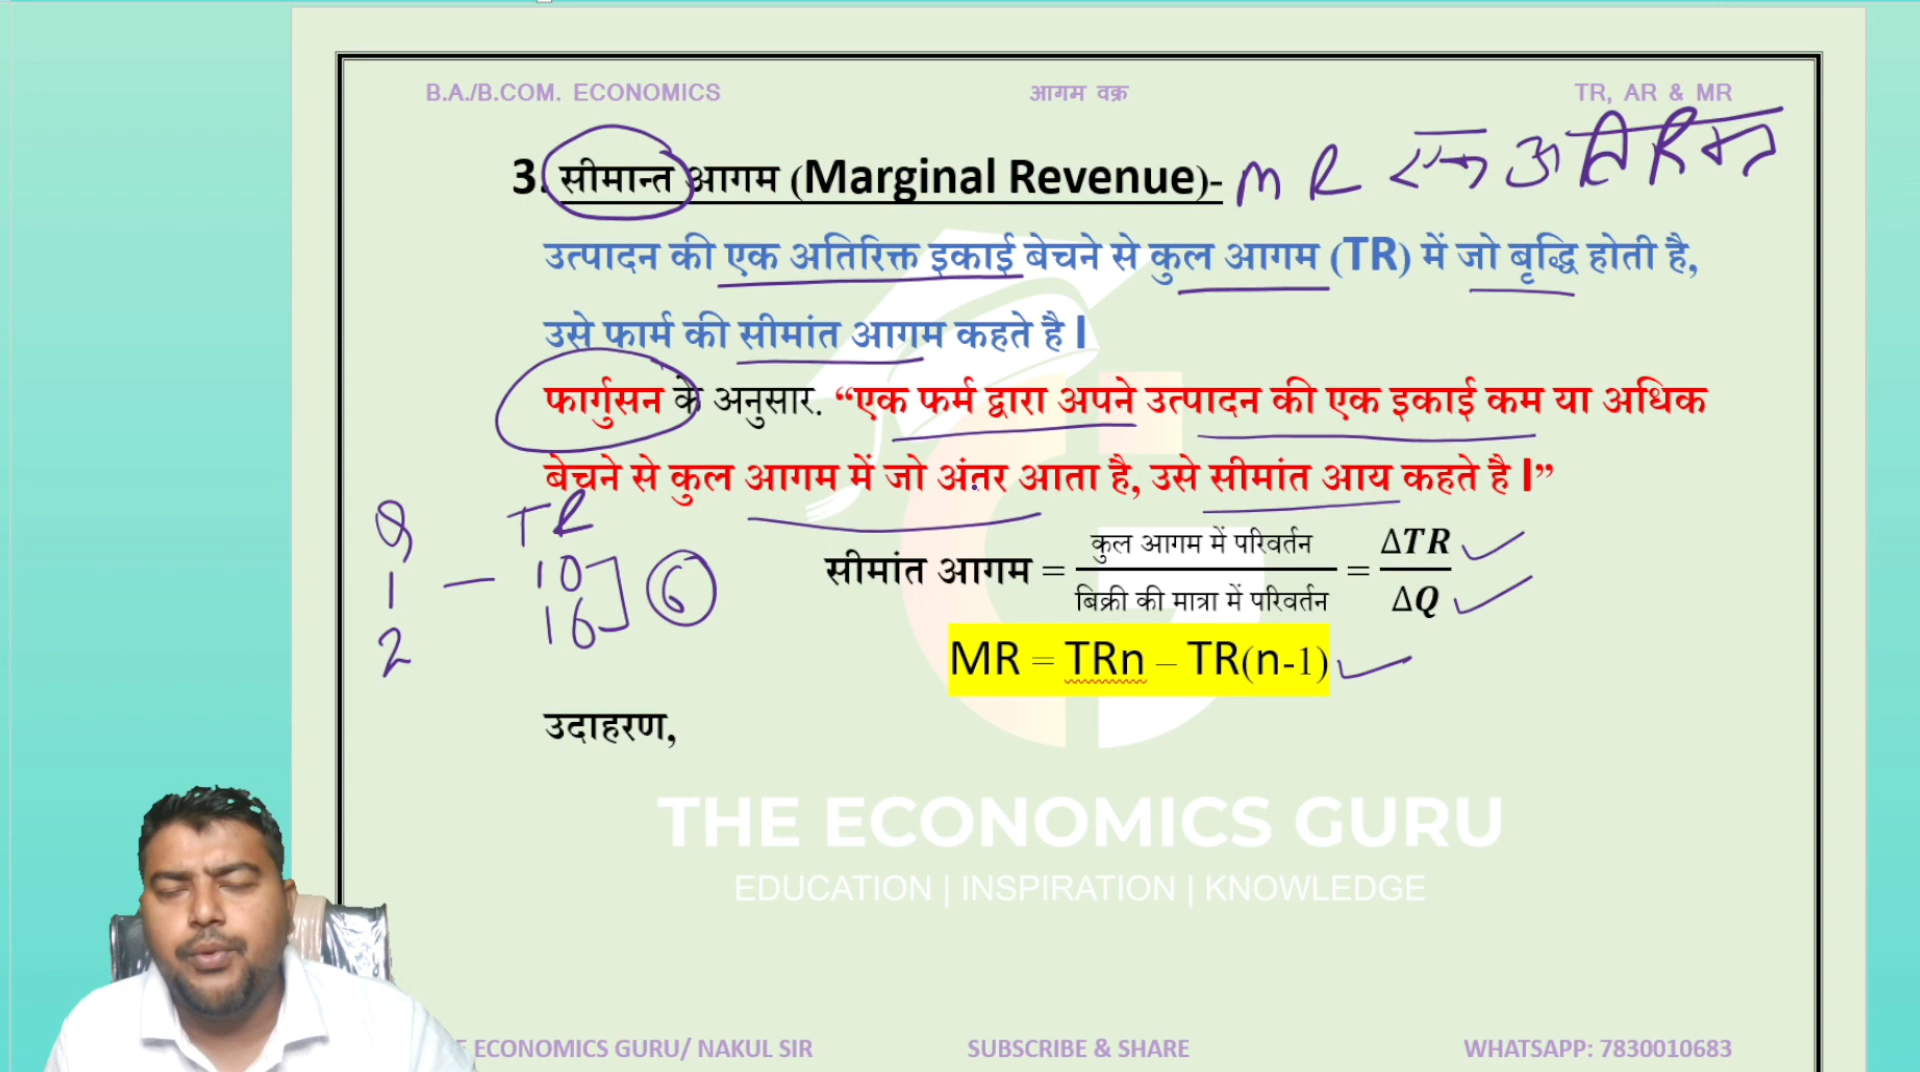 B.A./B.COM. ECONOMICS आगम वक्र TR, AR & MR
3. सीमान्त आगम (Marginal Revenue)- MR एक अतिरिक्त
उत्पादन की एक अतिरिक्त इकाई बेचने से कुल आगम (TR) में जो बृद्धि होती है,
उसे फार्म की सीमांत आगम कहते है I
फार्गुसन के अनुसार. “एक फर्म द्वारा अपने उत्पादन की एक इकाई कम या अधिक
बेचने से कुल आगम में जो अंतर आता है, उसे सीमांत आय कहते है I”
Q TR
1 — 10
2 16
6
सीमांत आगम = कुल आगम में परिवर्तन / बिक्री की मात्रा में परिवर्तन = ΔTR / ΔQ
MR = TRn – TR(n-1)
उदाहरण,
THE ECONOMICS GURU
EDUCATION | INSPIRATION | KNOWLEDGE
ECONOMICS GURU/ NAKUL SIR SUBSCRIBE & SHARE WHATSAPP: 7830010683